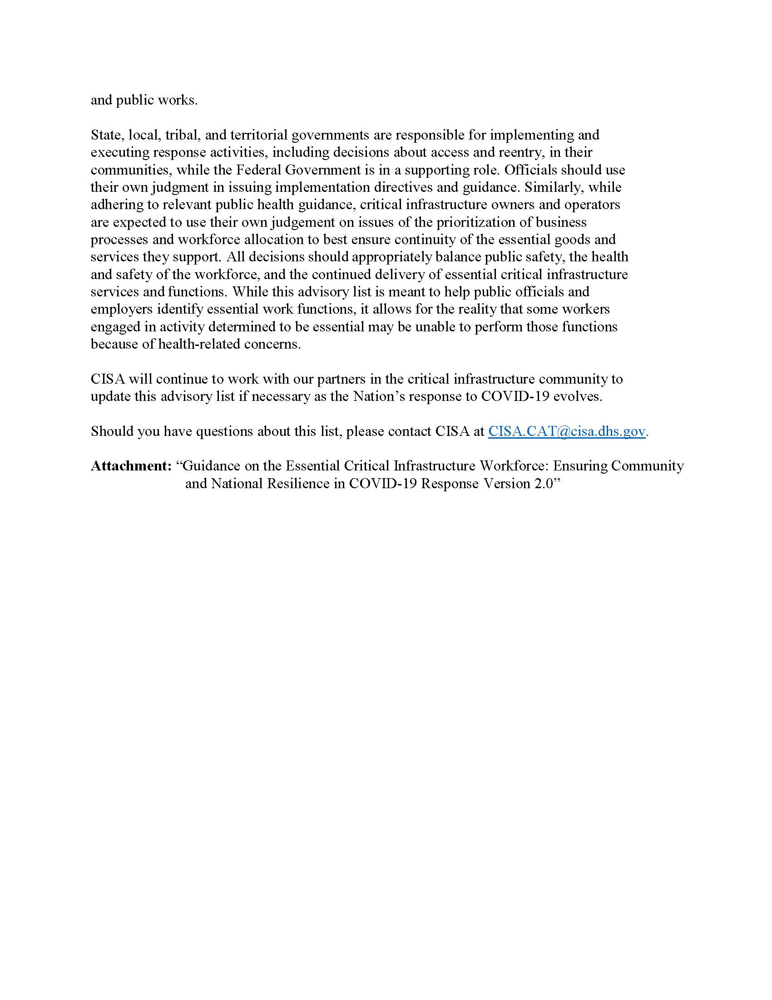 and public works.
State, local, tribal, and territorial governments are responsible for implementing and
executing response activities, including decisions about access and reentry, in their
communities, while the Federal Government is in a supporting role. Officials should use
their own judgment in issuing implementation directives and guidance. Similarly, while
adhering to relevant public health guidance, critical infrastructure owners and operators
are expected to use their own judgement on issues of the prioritization of business
processes and workforce allocation to best ensure continuity of the essential goods and
services they support. All decisions should appropriately balance public safety, the health
and safety of the workforce, and the continued delivery of essential critical infrastructure
services and functions. While this advisory list is meant to help public officials and
employers identify essential work functions, it allows for the reality that some workers
engaged in activity determined to be essential may be unable to perform those functions
because of health-related concerns.
CISA will continue to work with our partners in the critical infrastructure community to
update this advisory list if necessary as the Nation’s response to COVID-19 evolves.
Should you have questions about this list, please contact CISA at CISA.CAT@cisa.dhs.gov.
Attachment: “Guidance on the Essential Critical Infrastructure Workforce: Ensuring Community
and National Resilience in COVID-19 Response Version 2.0”